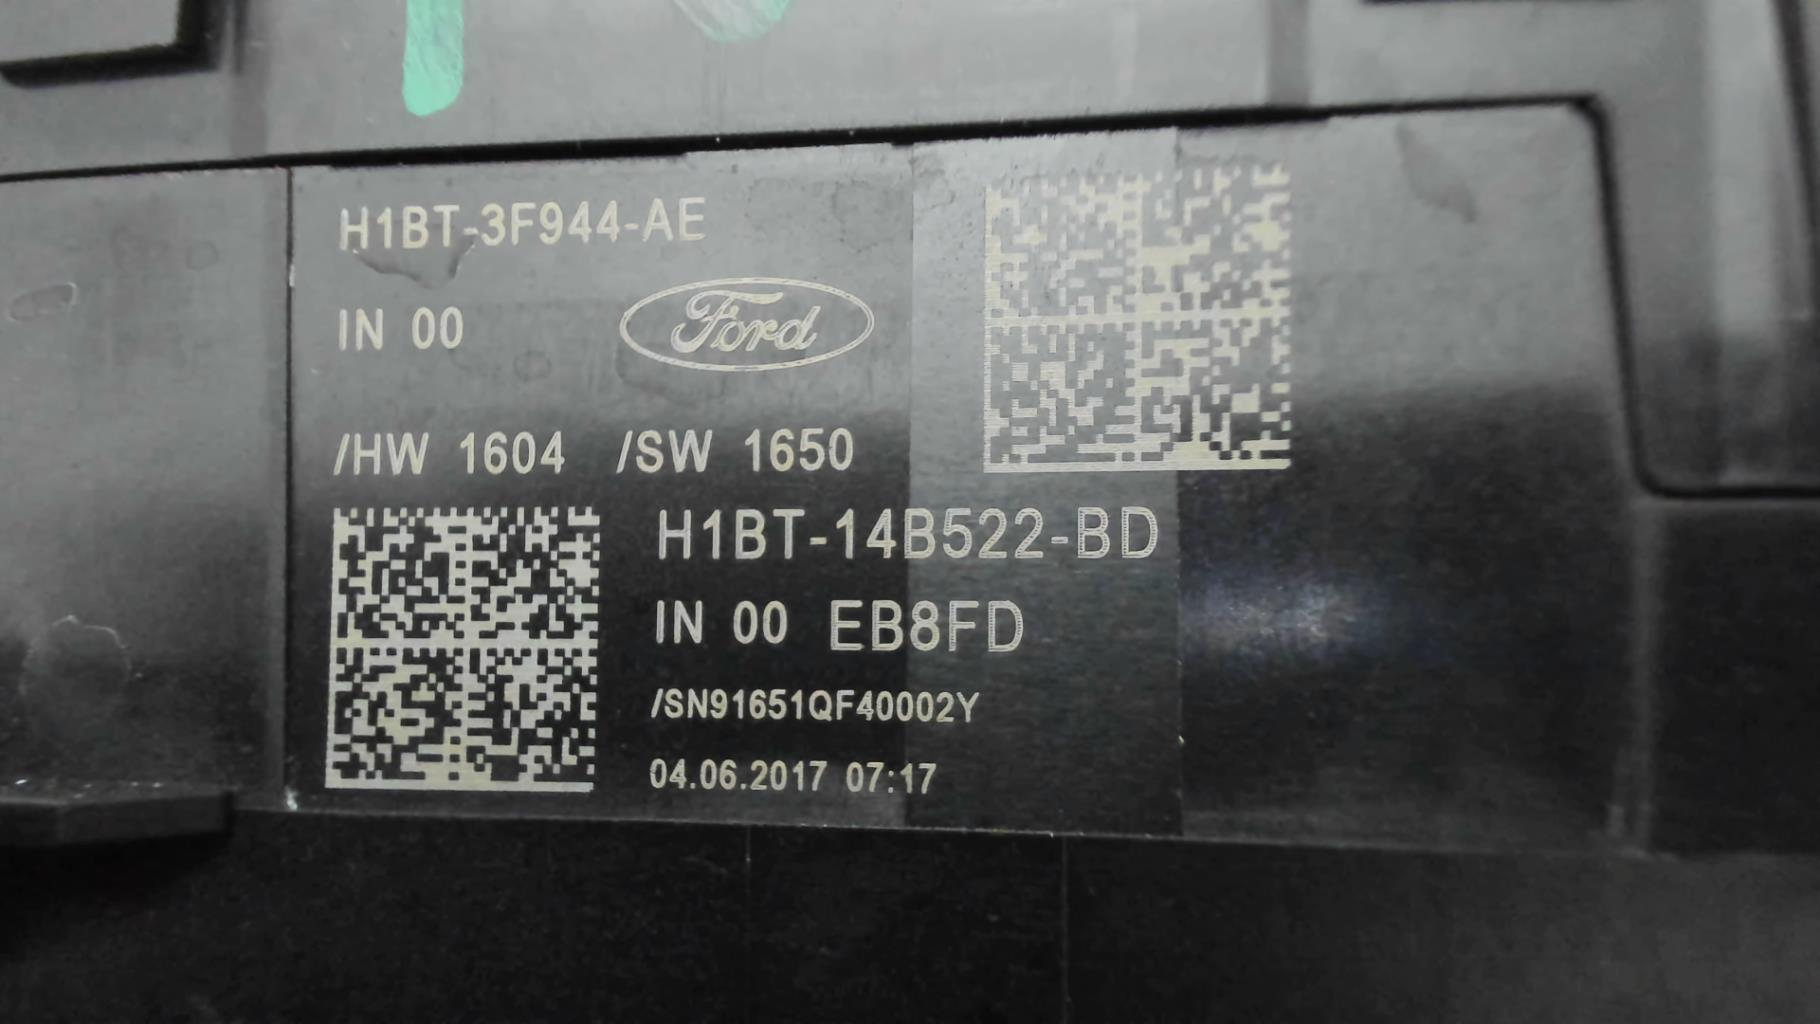 H1BT-3F944-AE
IN 00
Ford
/HW 1604 /SW 1650
H1BT-14B522-BD
IN 00 EB8FD
/SN91651QF40002Y
04.06.2017 07:17